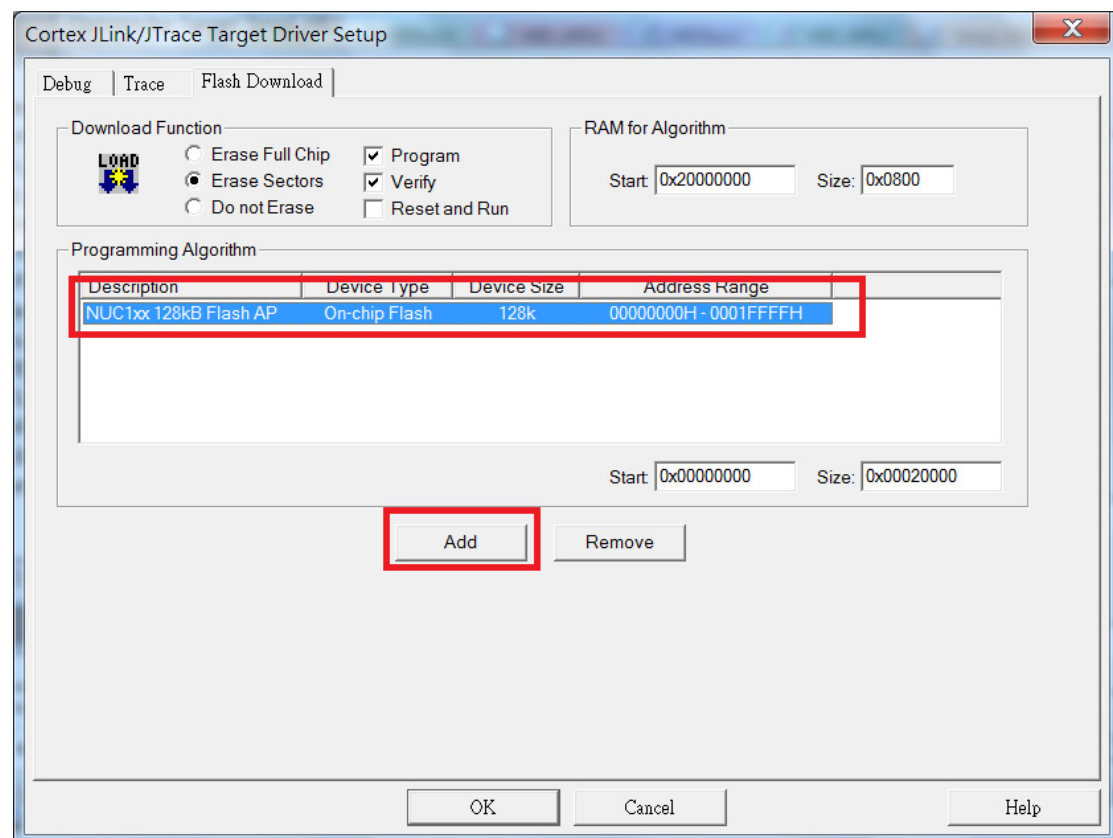 Cortex JLink/JTrace Target Driver Setup
X
Debug Trace Flash Download
Download Function
LOAD
Erase Full Chip
Erase Sectors
Do not Erase
Program
Verify
Reset and Run
RAM for Algorithm
Start: 0x20000000 Size: 0x0800
Programming Algorithm
Description Device Type Device Size Address Range
NUC1xx 128kB Flash AP On-chip Flash 128k 00000000H - 0001FFFFH
Start: 0x00000000 Size: 0x00020000
Add Remove
OK Cancel Help